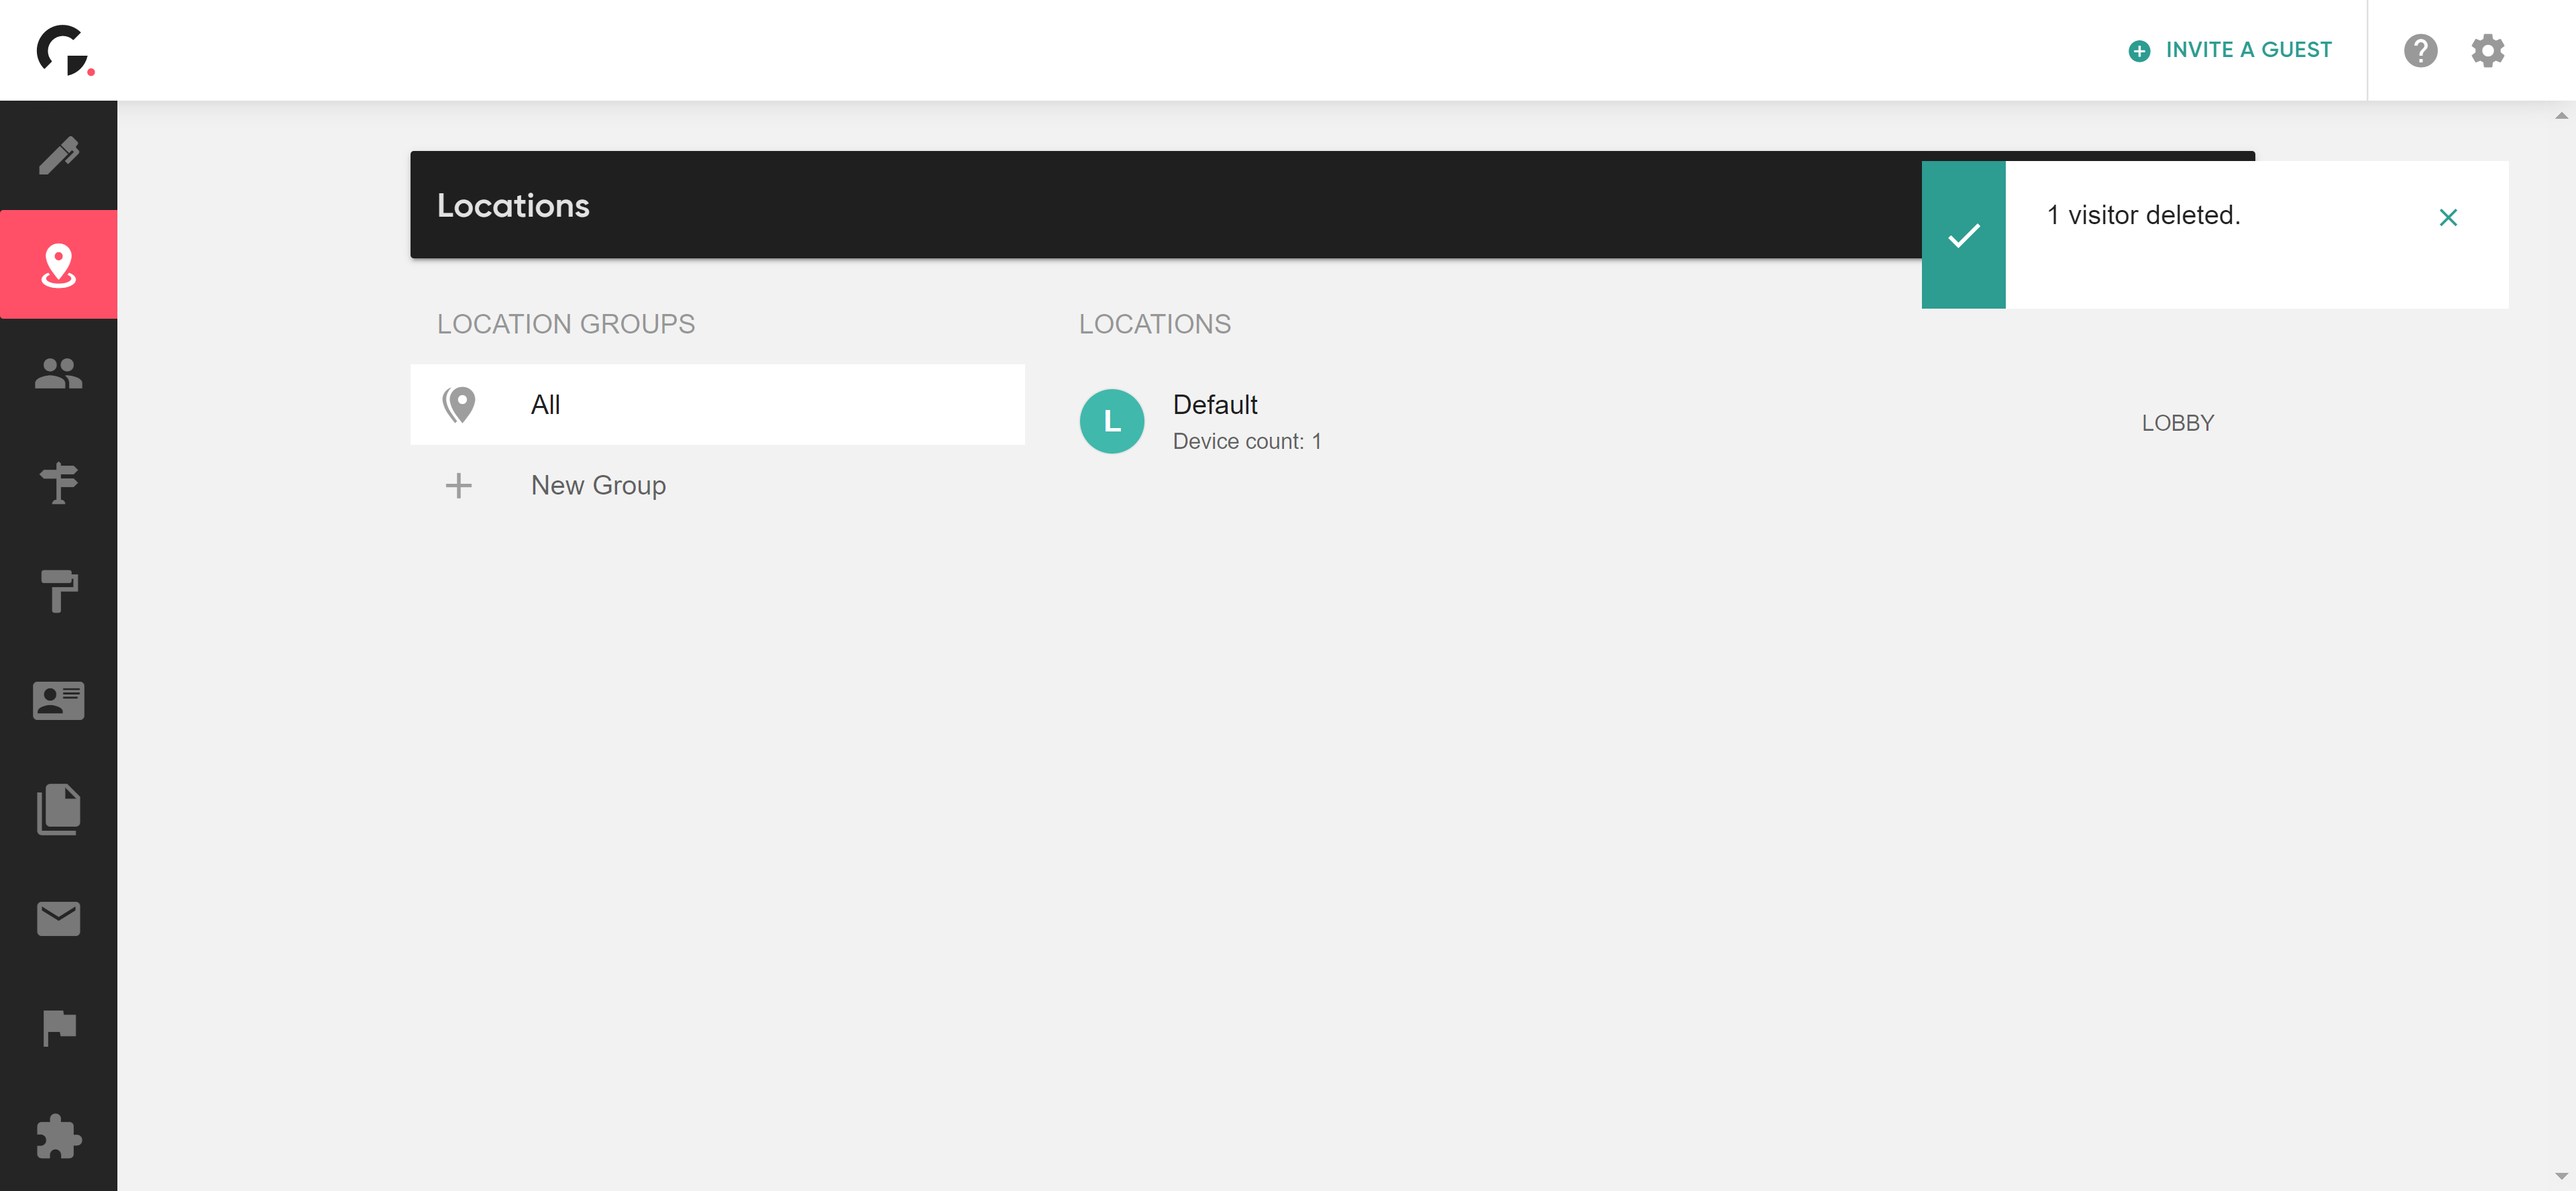 INVITE A GUEST
Locations
1 visitor deleted.
LOCATION GROUPS
LOCATIONS
All
New Group
L
Default
Device count: 1
LOBBY